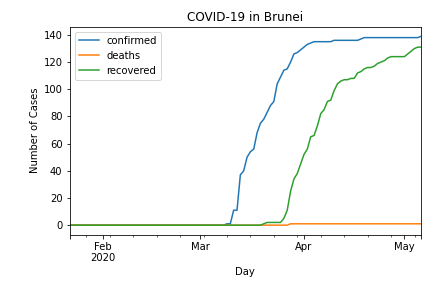 COVID-19 in Brunei
confirmed
deaths
recovered
Number of Cases
140
120
100
80
60
40
20
0
Feb
2020
Mar
Apr
May
Day